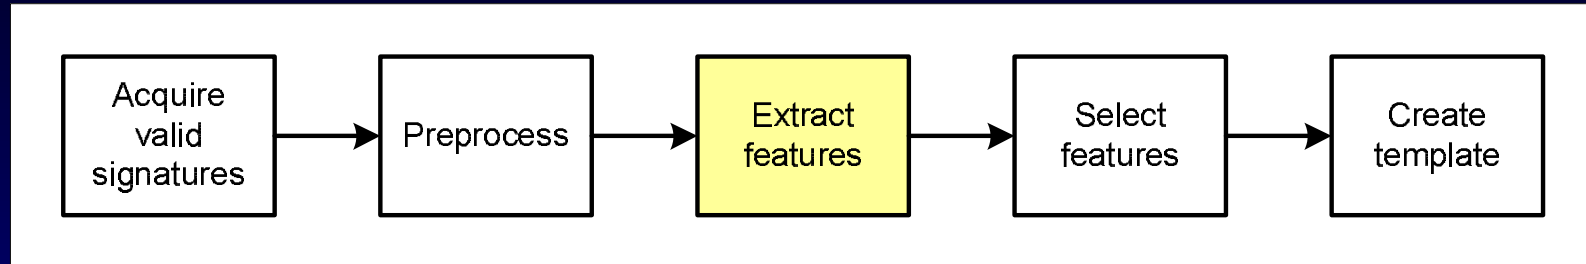 Acquire
valid
signatures
Preprocess
Extract
features
Select
features
Create
template